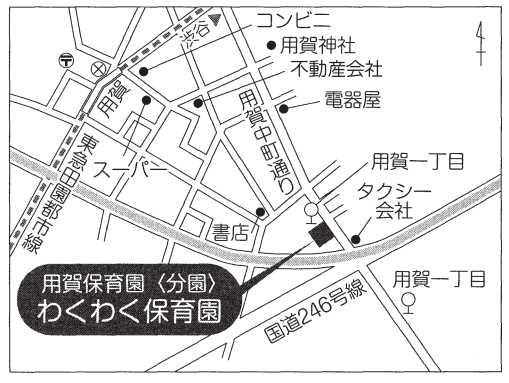 コンビニ
渋谷
用賀神社
不動産会社
用賀
電器屋
用賀中町通り
スーパー
東急田園都市線
用賀一丁目
タクシー
会社
書店
用賀保育園〈分園〉
わくわく保育園
用賀一丁目
国道246号線